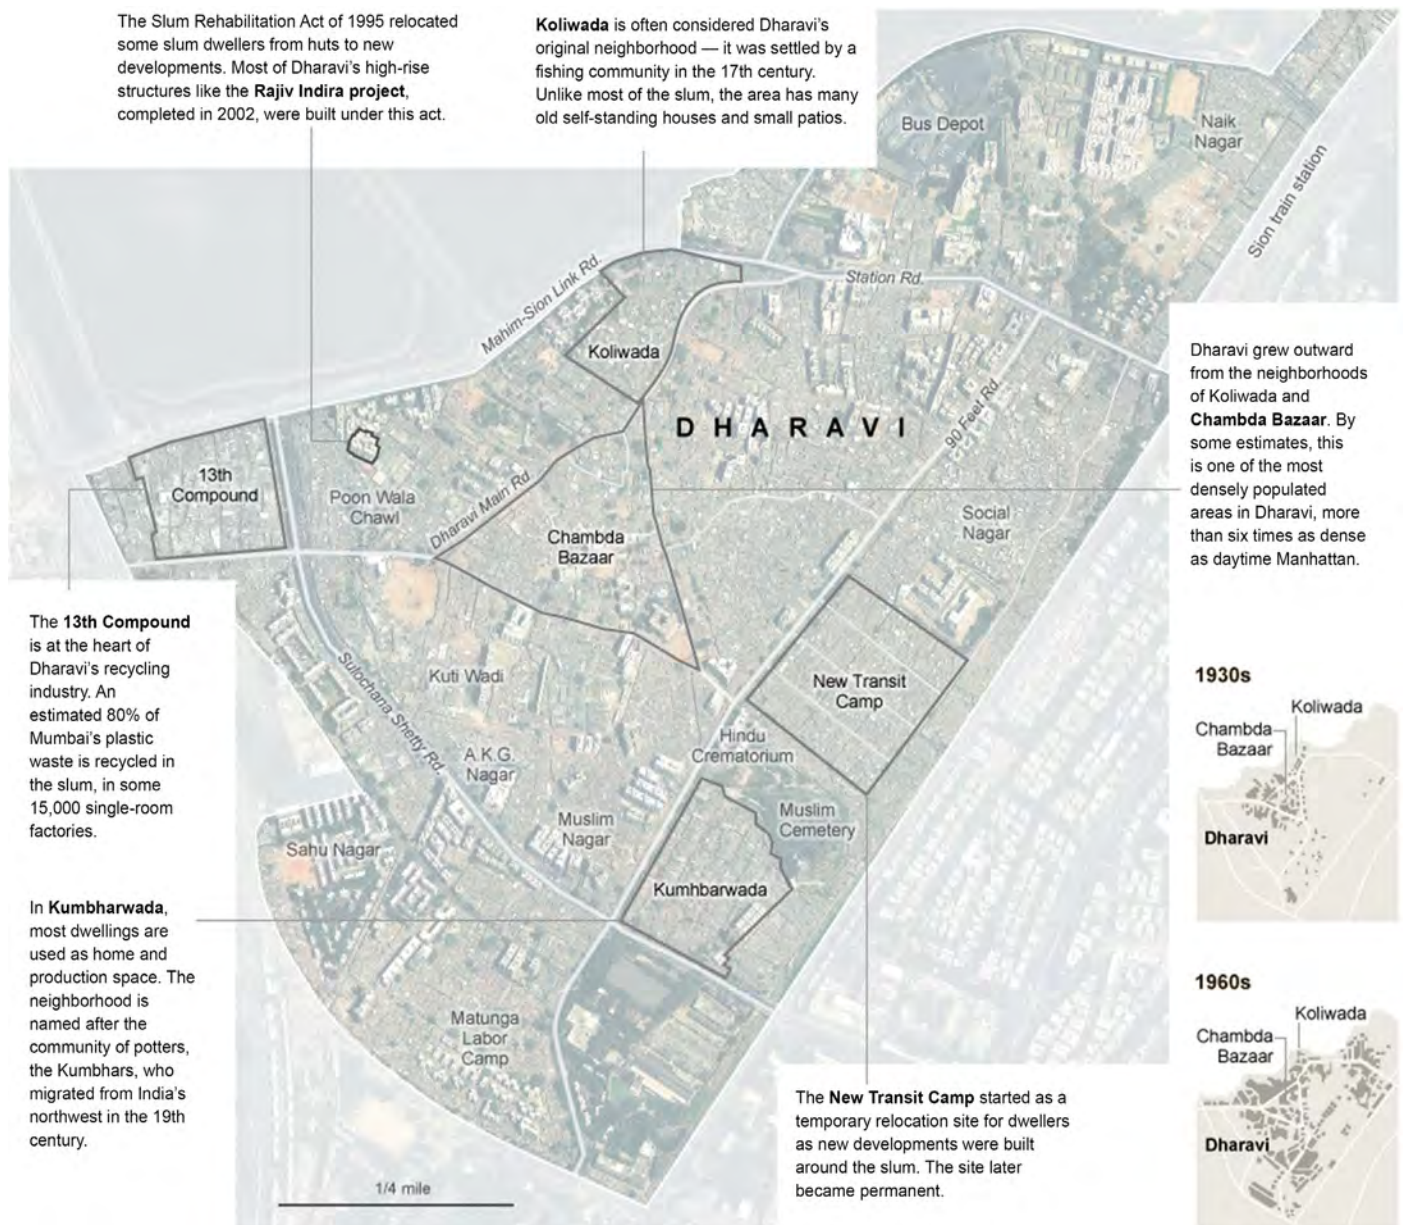 The Slum Rehabilitation Act of 1995 relocated
some slum dwellers from huts to new
developments. Most of Dharavi's high-rise
structures like the Rajiv Indira project,
completed in 2002, were built under this act.
Koliwada is often considered Dharavi's
original neighborhood — it was settled by a
fishing community in the 17th century.
Unlike most of the slum, the area has many
old self-standing houses and small patios.
Bus Depot
Naik
Nagar
Sion train station
Mahim-Sion Link Rd.
Station Rd.
Koliwada
DHARAVI
90 Feet Rd.
13th
Compound
Poon Wala
Chawl
Dharavi Main Rd
Chambda
Bazaar
Social
Nagar
Dharavi grew outward
from the neighborhoods
of Koliwada and
Chambda Bazaar. By
some estimates, this
is one of the most
densely populated
areas in Dharavi, more
than six times as dense
as daytime Manhattan.
The 13th Compound
is at the heart of
Dharavi's recycling
industry. An
estimated 80% of
Mumbai's plastic
waste is recycled in
the slum, in some
15,000 single-room
factories.
Kuti Wadi
Sulochana Shetty Rd.
New Transit
Camp
Hindu
Crematorium
A.K.G.
Nagar
Muslim
Nagar
Muslim
Cemetery
Sahu Nagar
Kumhbarwada
In Kumbharwada,
most dwellings are
used as home and
production space. The
neighborhood is
named after the
community of potters,
the Kumbhars, who
migrated from India's
northwest in the 19th
century.
Matunga
Labor
Camp
The New Transit Camp started as a
temporary relocation site for dwellers
as new developments were built
around the slum. The site later
became permanent.
1/4 mile
1930s
Koliwada
Chambda
Bazaar
Dharavi
1960s
Koliwada
Chambda
Bazaar
Dharavi